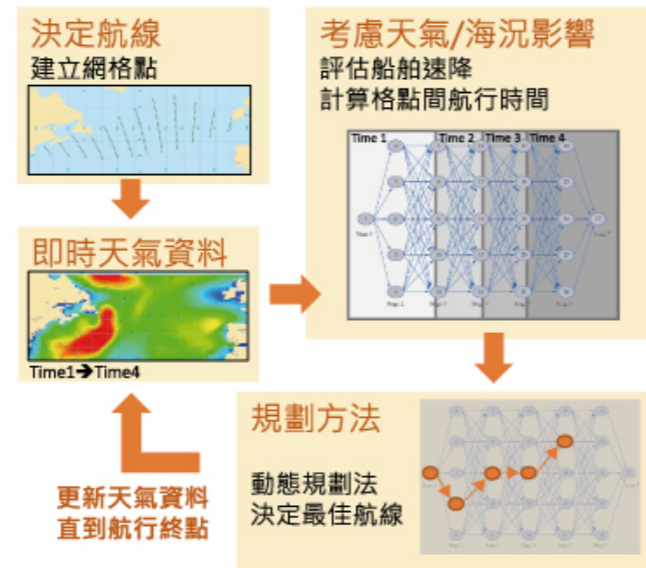 決定航線
建立網格點
即時天氣資料
Time1➔Time4
考慮天氣/海況影響
評估船舶速降
計算格點間航行時間
Time 1
Time 2
Time 3
Time 4
規劃方法
動態規劃法
決定最佳航線
更新天氣資料
直到航行終點